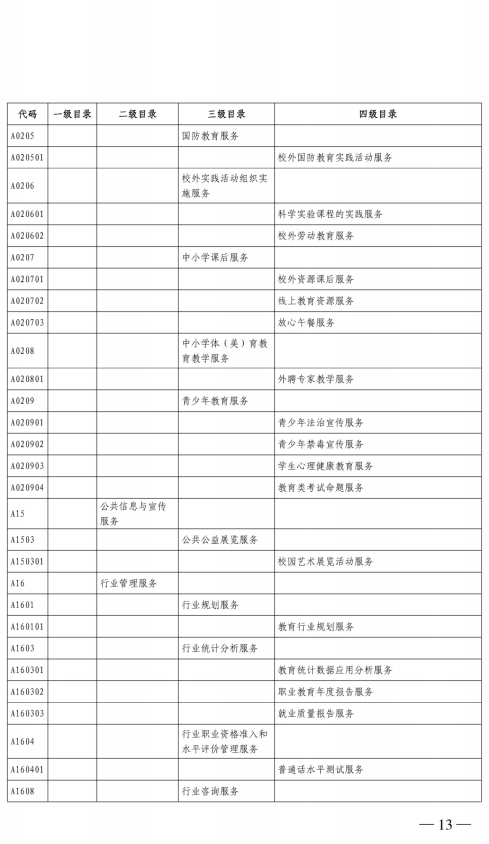 代码 一级目录 二级目录 三级目录 四级目录
A0205 国防教育服务
A020501 校外国防教育实践活动服务
A0206 校外实践活动组织实
施服务
A020601 科学实验课程的实践服务
A020602 校外劳动教育服务
A0207 中小学课后服务
A020701 校外资源课后服务
A020702 线上教育资源服务
A020703 放心午餐服务
A0208 中小学体（美）育教
育教学服务
A020801 外聘专家教学服务
A0209 青少年教育服务
A020901 青少年法治宣传服务
A020902 青少年禁毒宣传服务
A020903 学生心理健康教育服务
A020904 教育类考试命题服务
A15 公共信息与宣传
服务
A1503 公共公益展览服务
A150301 校园艺术展览活动服务
A16 行业管理服务
A1601 行业规划服务
A160101 教育行业规划服务
A1603 行业统计分析服务
A160301 教育统计数据应用分析服务
A160302 职业教育年度报告服务
A160303 就业质量报告服务
A1604 行业职业资格准入和
水平评价管理服务
A160401 普通话水平测试服务
A1608 行业咨询服务
— 13 —